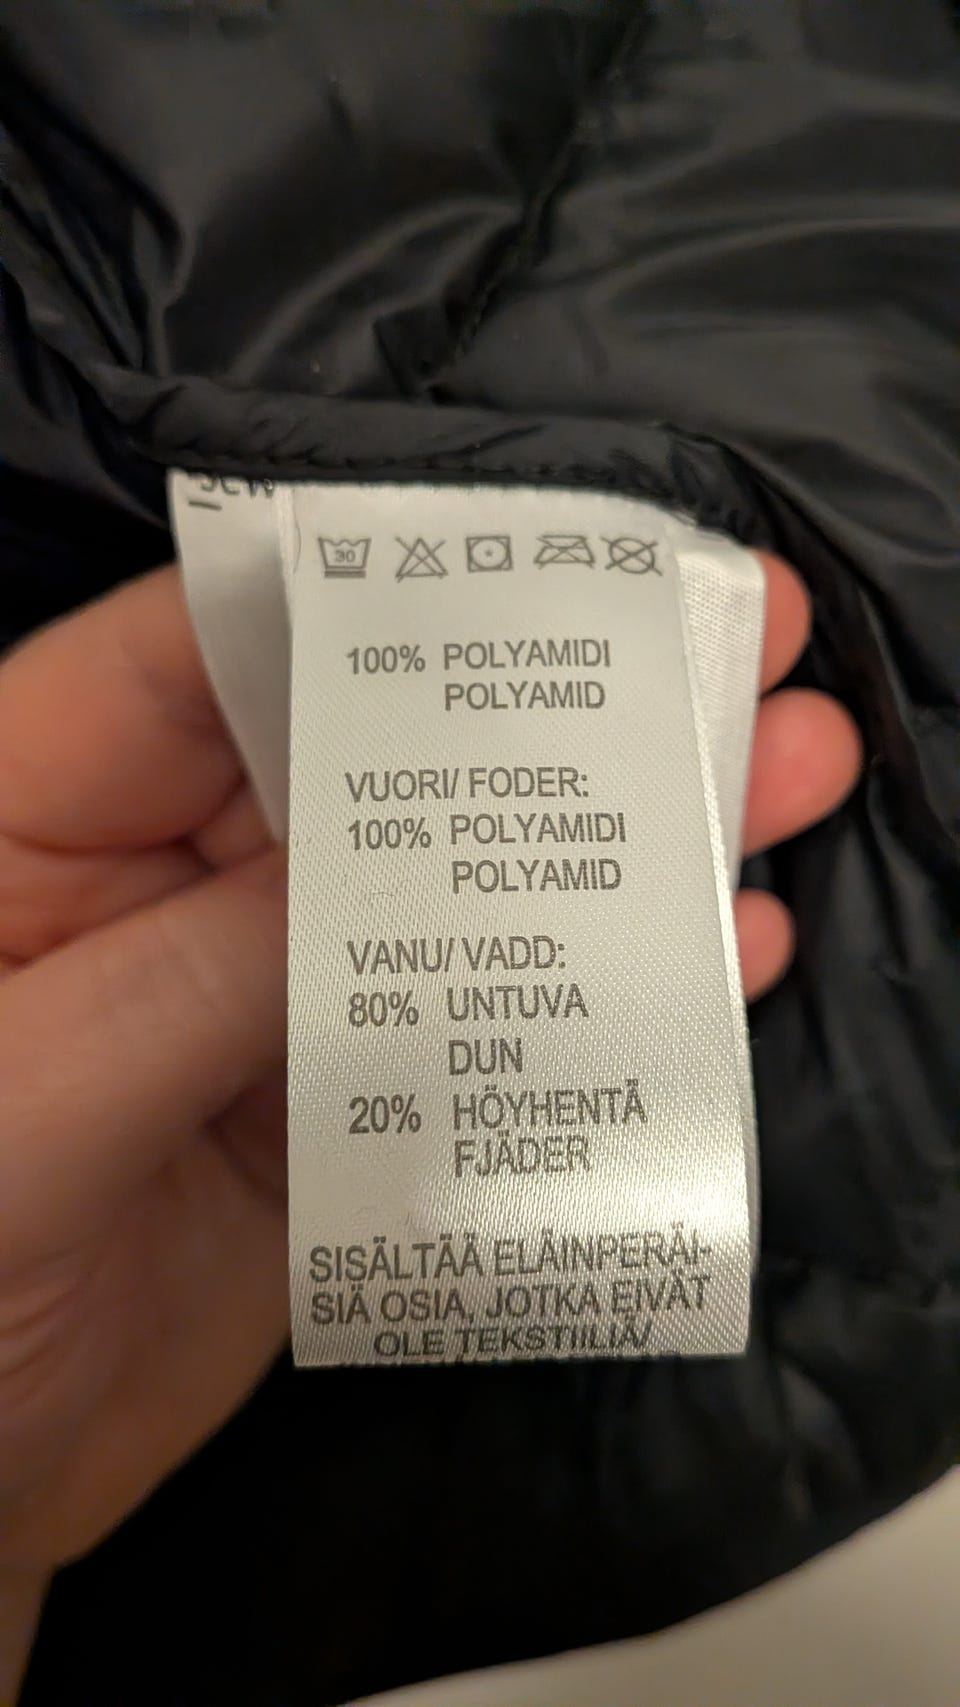 30
100% POLYAMIDI
POLYAMID
VUORI/ FODER:
100% POLYAMIDI
POLYAMID
VANU/ VADD:
80% UNTUVA
DUN
20% HÖYHENTÄ
FJÄDER
SISÄLTÄÄ ELÄINPERÄI-
SIÄ OSIA, JOTKA EIVÄT
OLE TEKSTIILIÄ/